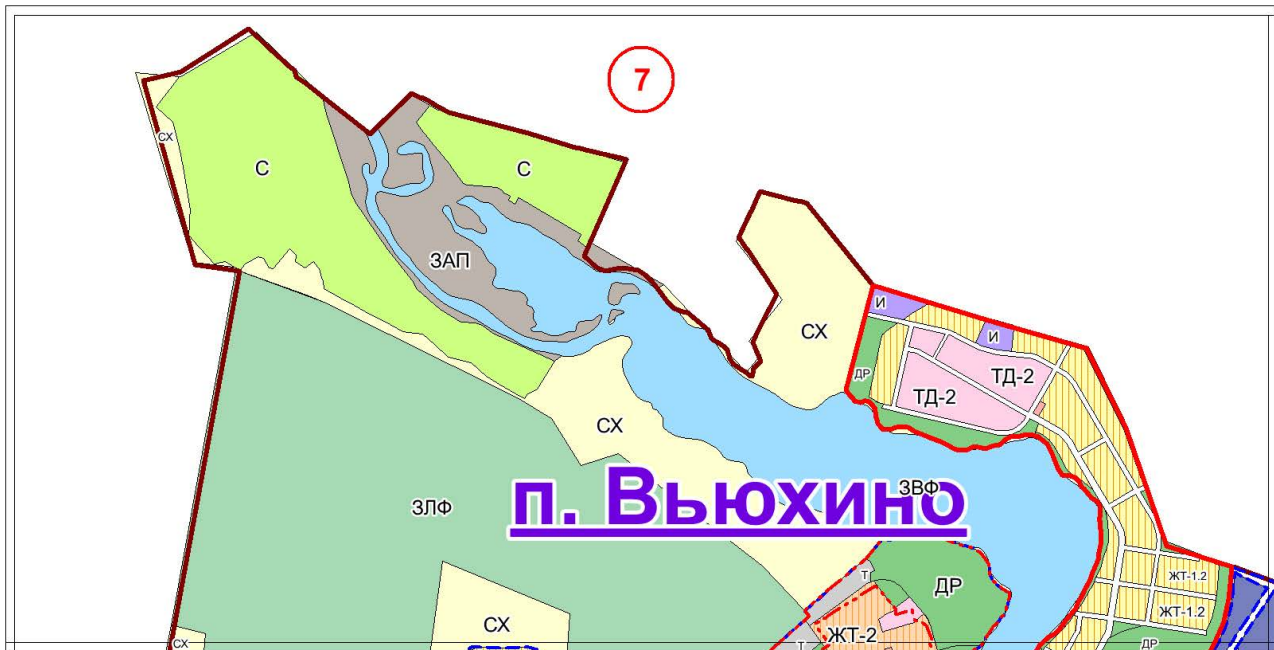 7
СХ
С
С
ЗАП
И
И
СХ
ДР
ТД-2
ТД-2
СХ
ЗЛФ
п. Вьюхино
ЗВФ
Т
ДР
ЖТ-1.2
ЖТ-1.2
СХ
ЖТ-2
СХ
Т
ДР